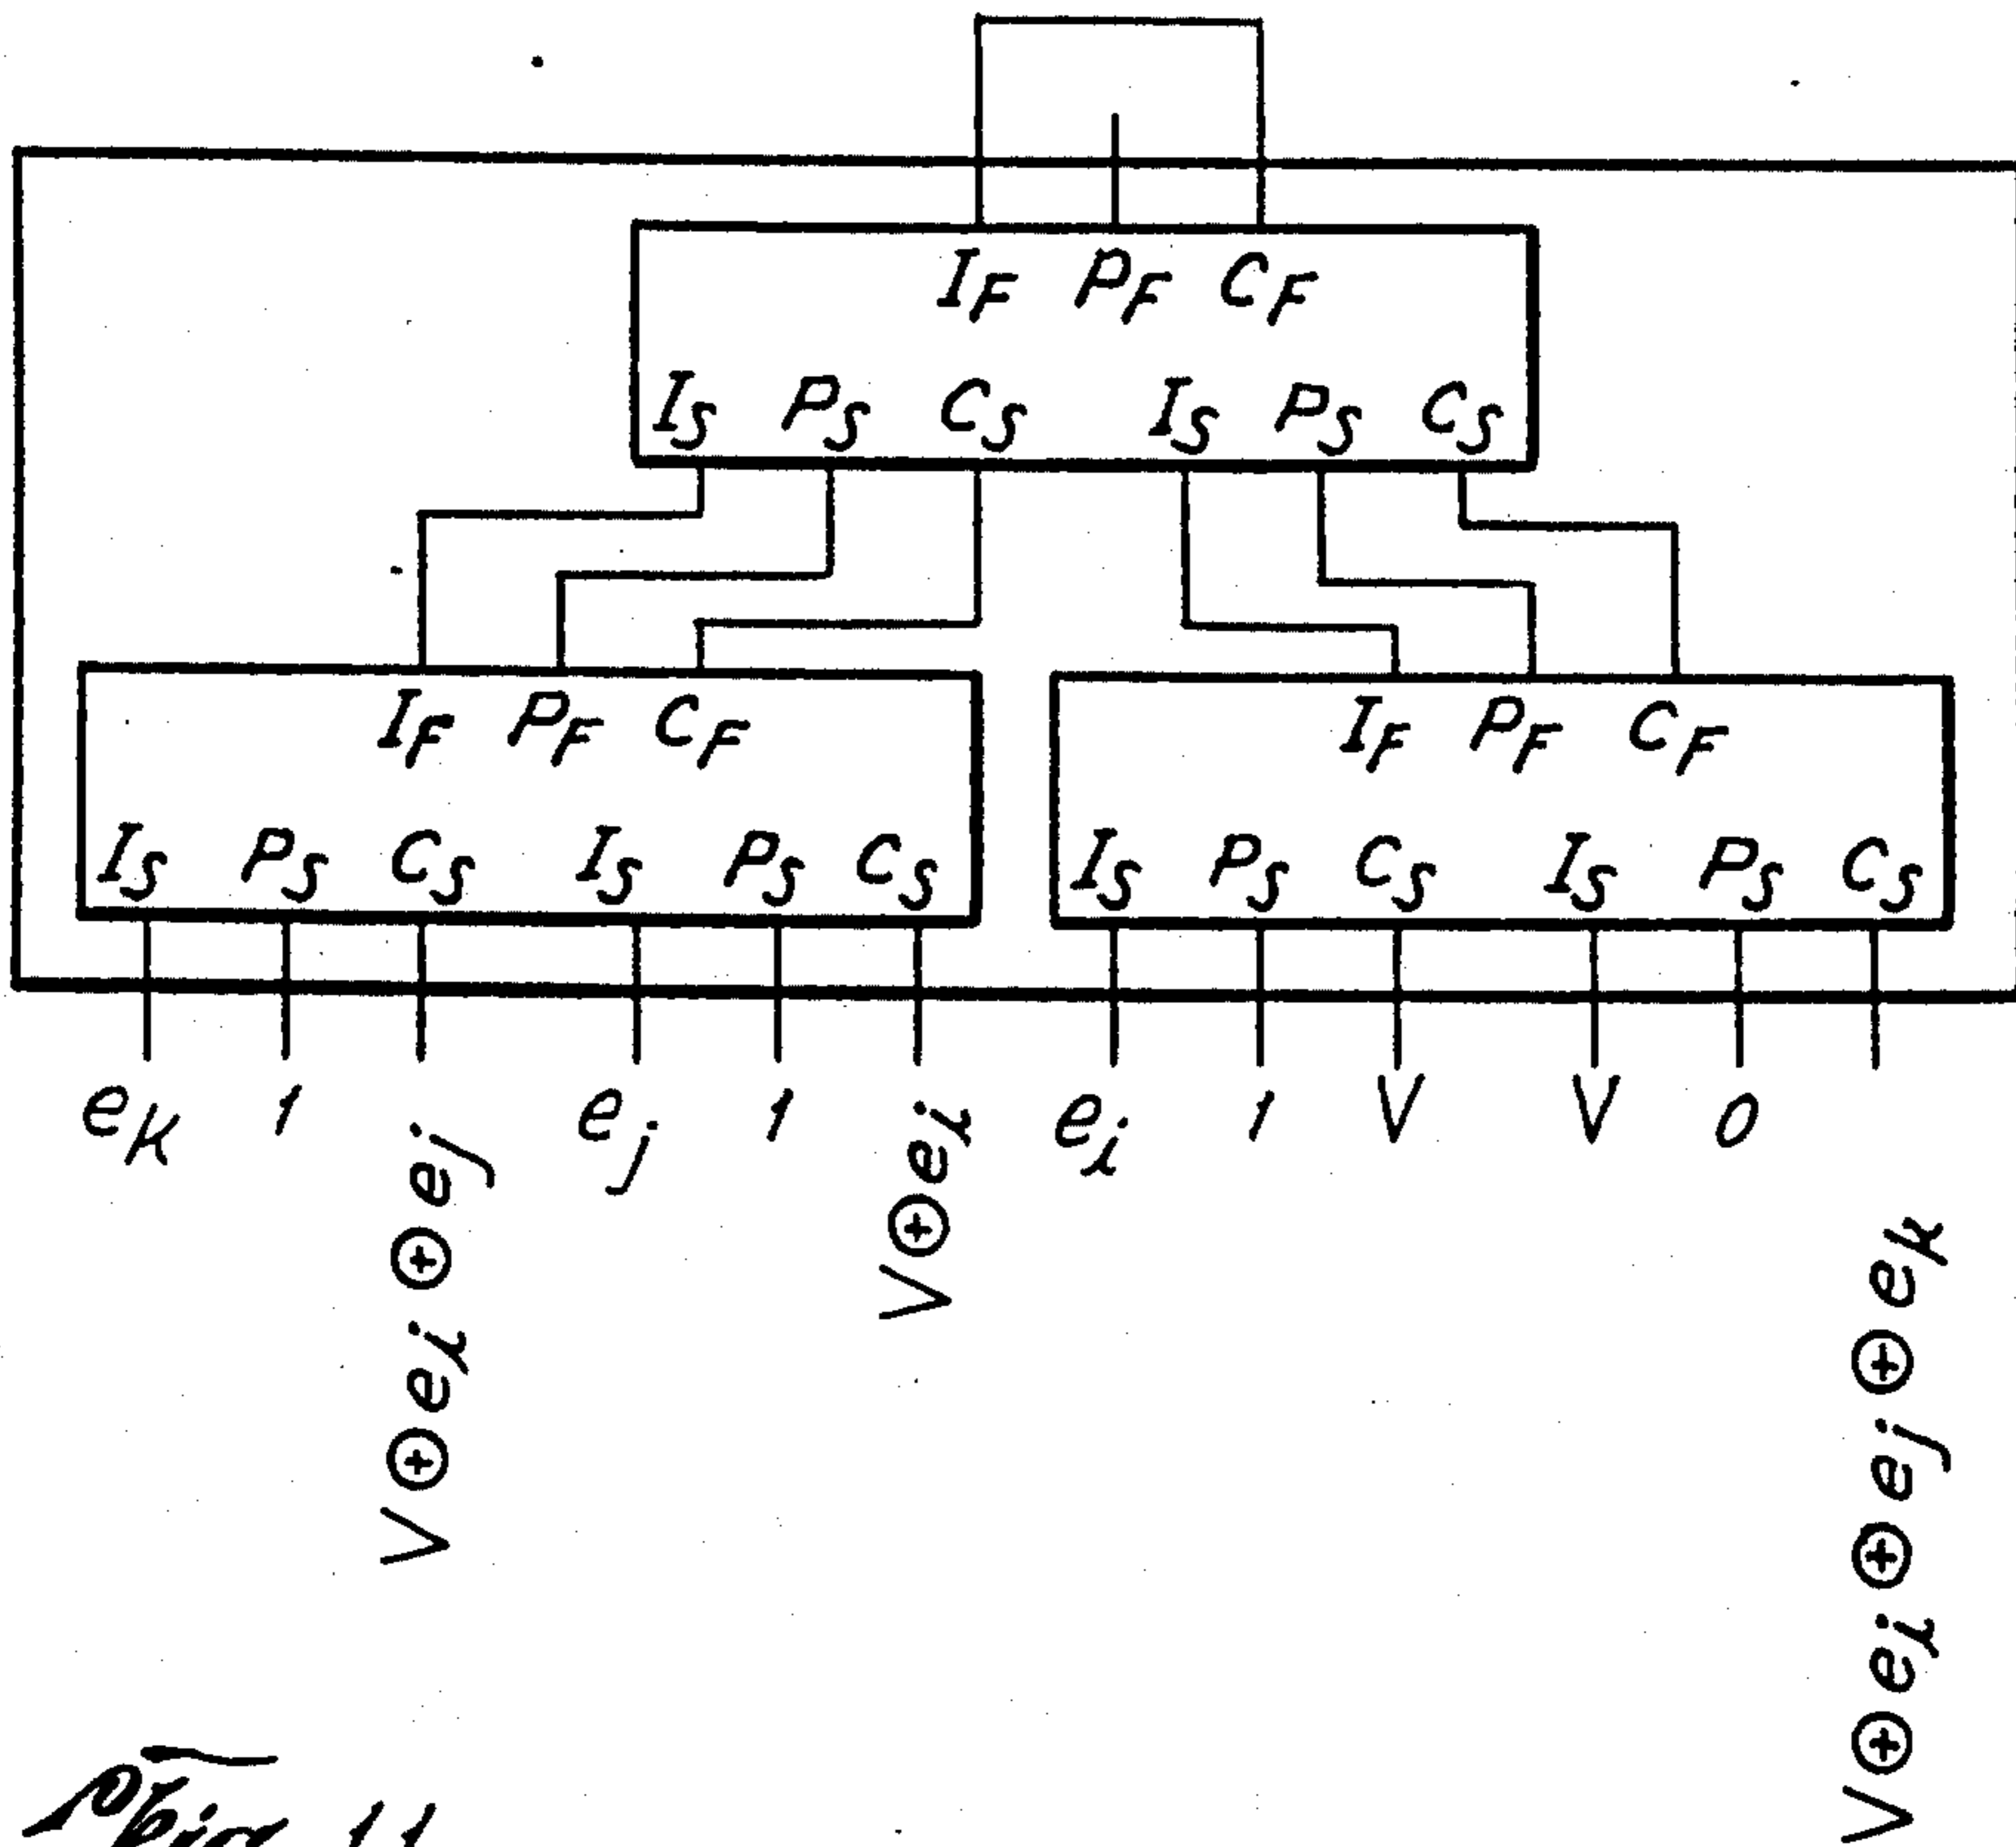 I_F P_F C_F
I_S P_S C_S I_S P_S C_S
I_F P_F C_F
I_F P_F C_F
I_S P_S C_S I_S P_S C_S
I_S P_S C_S I_S P_S C_S
e_k 1 V⊕e_i⊕e_j e_j 1 V⊕e_i e_i 1 V V 0 V⊕e_i⊕e_j⊕e_k
Fig. 11